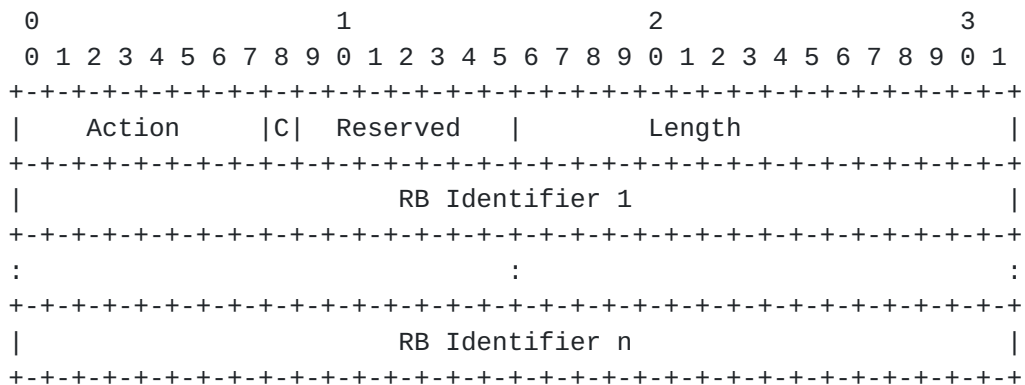 0                   1                   2                   3
 0 1 2 3 4 5 6 7 8 9 0 1 2 3 4 5 6 7 8 9 0 1 2 3 4 5 6 7 8 9 0 1
+-+-+-+-+-+-+-+-+-+-+-+-+-+-+-+-+-+-+-+-+-+-+-+-+-+-+-+-+-+-+-+-+
|    Action     |C|  Reserved   |        Length                 |
+-+-+-+-+-+-+-+-+-+-+-+-+-+-+-+-+-+-+-+-+-+-+-+-+-+-+-+-+-+-+-+-+
|                        RB Identifier 1                        |
+-+-+-+-+-+-+-+-+-+-+-+-+-+-+-+-+-+-+-+-+-+-+-+-+-+-+-+-+-+-+-+-+
:                               :                               :
+-+-+-+-+-+-+-+-+-+-+-+-+-+-+-+-+-+-+-+-+-+-+-+-+-+-+-+-+-+-+-+-+
|                        RB Identifier n                        |
+-+-+-+-+-+-+-+-+-+-+-+-+-+-+-+-+-+-+-+-+-+-+-+-+-+-+-+-+-+-+-+-+